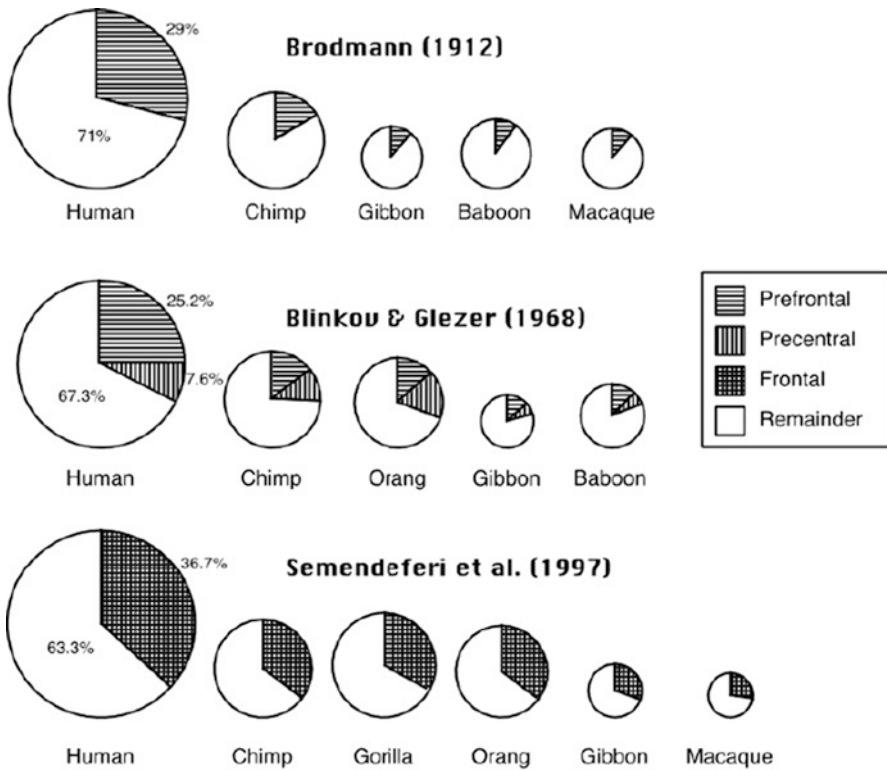 29%
Brodmann (1912)
71%
Human Chimp Gibbon Baboon Macaque
25.2%
Blinkov & Glezer (1968)
7.6%
67.3%
Human Chimp Orang Gibbon Baboon
Prefrontal
Precentral
Frontal
Remainder
36.7%
Semendeferi et al. (1997)
63.3%
Human Chimp Gorilla Orang Gibbon Macaque